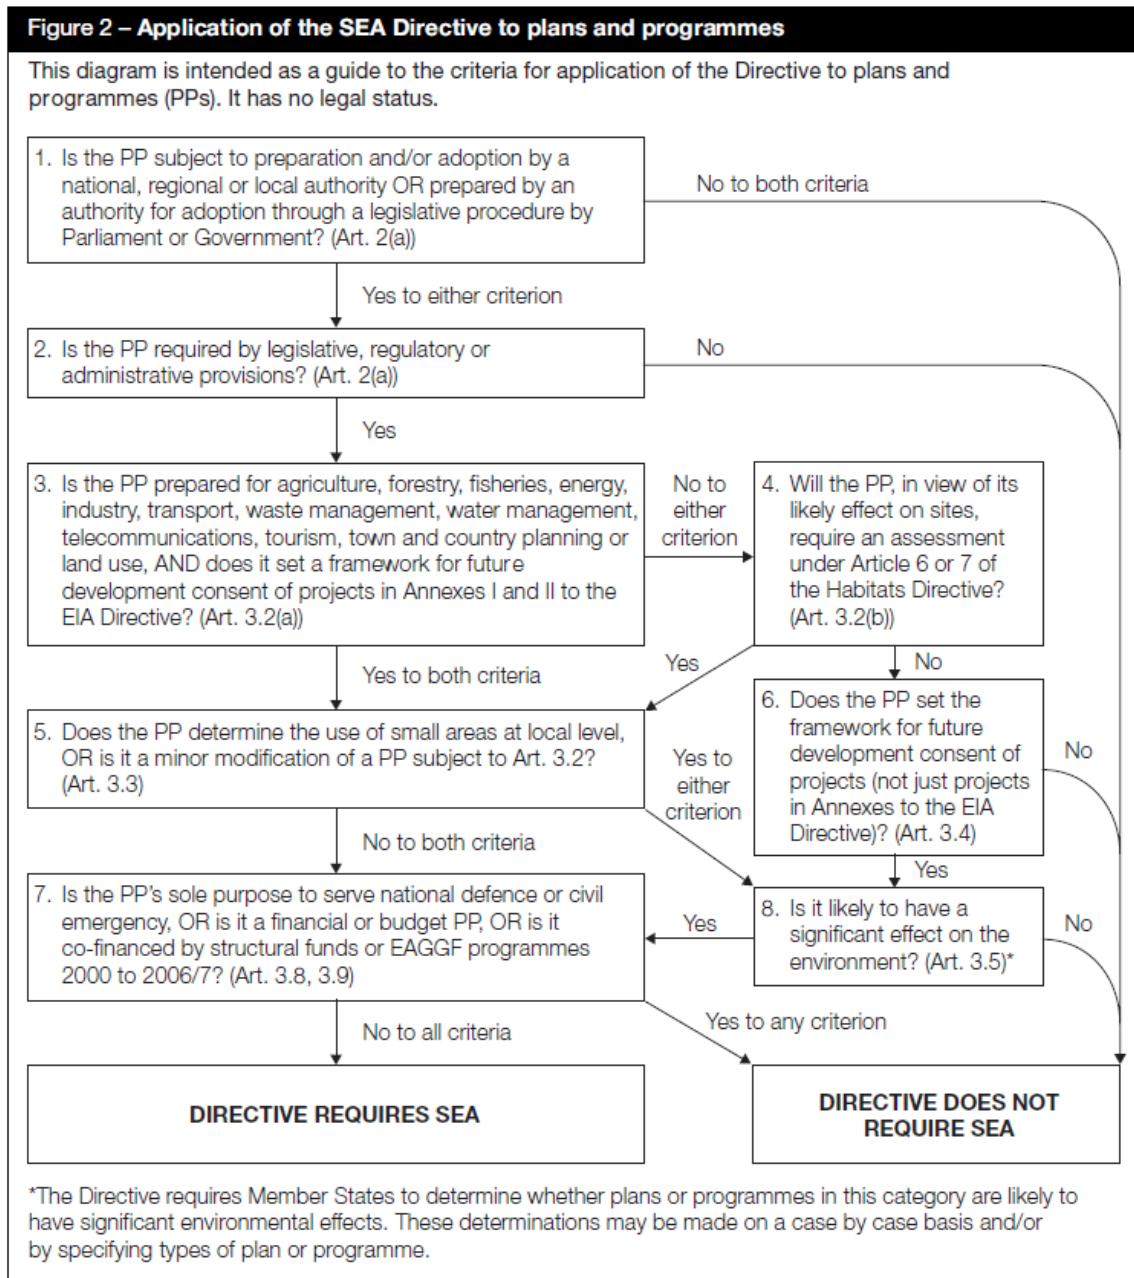 Figure 2 – Application of the SEA Directive to plans and programmes
This diagram is intended as a guide to the criteria for application of the Directive to plans and
programmes (PPs). It has no legal status.
1. Is the PP subject to preparation and/or adoption by a
national, regional or local authority OR prepared by an
authority for adoption through a legislative procedure by
Parliament or Government? (Art. 2(a))
No to both criteria
Yes to either criterion
2. Is the PP required by legislative, regulatory or
administrative provisions? (Art. 2(a))
No
Yes
3. Is the PP prepared for agriculture, forestry, fisheries, energy,
industry, transport, waste management, water management,
telecommunications, tourism, town and country planning or
land use, AND does it set a framework for future
development consent of projects in Annexes I and II to the
EIA Directive? (Art. 3.2(a))
No to
either
criterion
4. Will the PP, in view of its
likely effect on sites,
require an assessment
under Article 6 or 7 of
the Habitats Directive?
(Art. 3.2(b))
Yes to both criteria
Yes
No
5. Does the PP determine the use of small areas at local level,
OR is it a minor modification of a PP subject to Art. 3.2?
(Art. 3.3)
Yes to
either
criterion
6. Does the PP set the
framework for future
development consent of
projects (not just projects
in Annexes to the EIA
Directive)? (Art. 3.4)
No
No to both criteria
Yes
7. Is the PP's sole purpose to serve national defence or civil
emergency, OR is it a financial or budget PP, OR is it
co-financed by structural funds or EAGGF programmes
2000 to 2006/7? (Art. 3.8, 3.9)
Yes
8. Is it likely to have a
significant effect on the
environment? (Art. 3.5)*
No
No to all criteria
Yes to any criterion
DIRECTIVE REQUIRES SEA
DIRECTIVE DOES NOT
REQUIRE SEA
*The Directive requires Member States to determine whether plans or programmes in this category are likely to
have significant environmental effects. These determinations may be made on a case by case basis and/or
by specifying types of plan or programme.